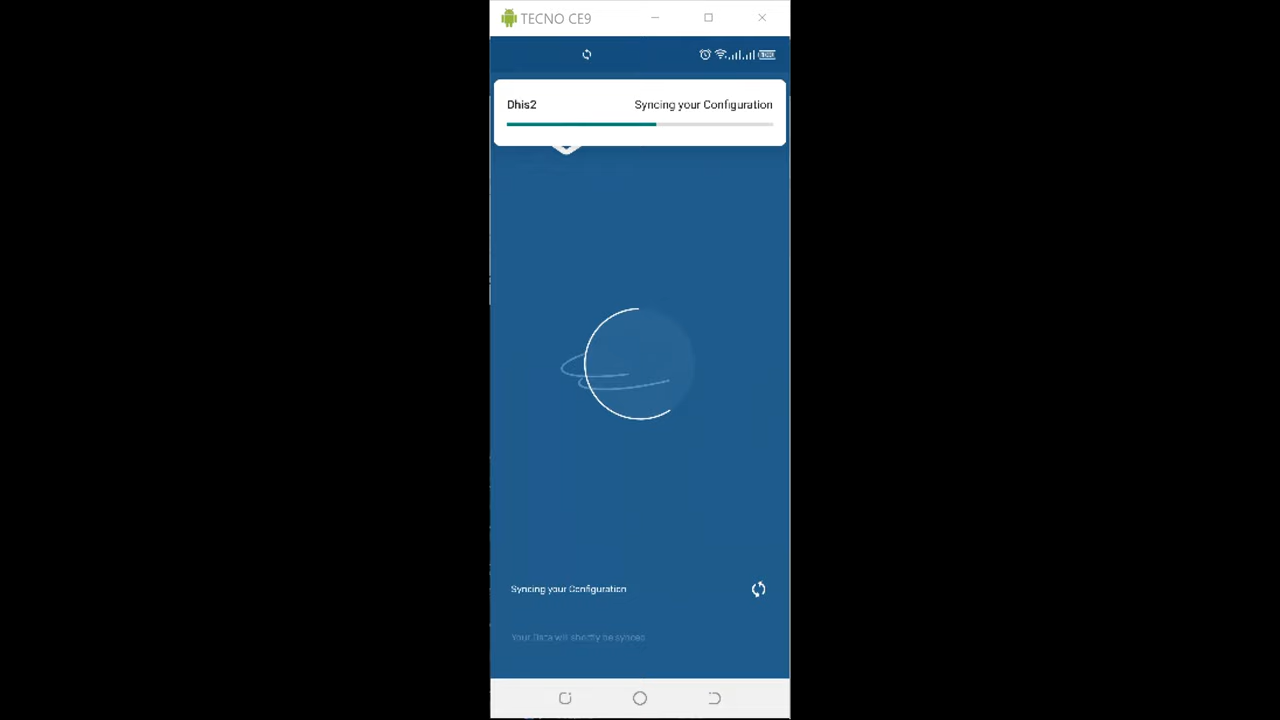 TECNO CE9
Dhis2 Syncing your Configuration
Syncing your Configuration
Your Data will shortly be synced